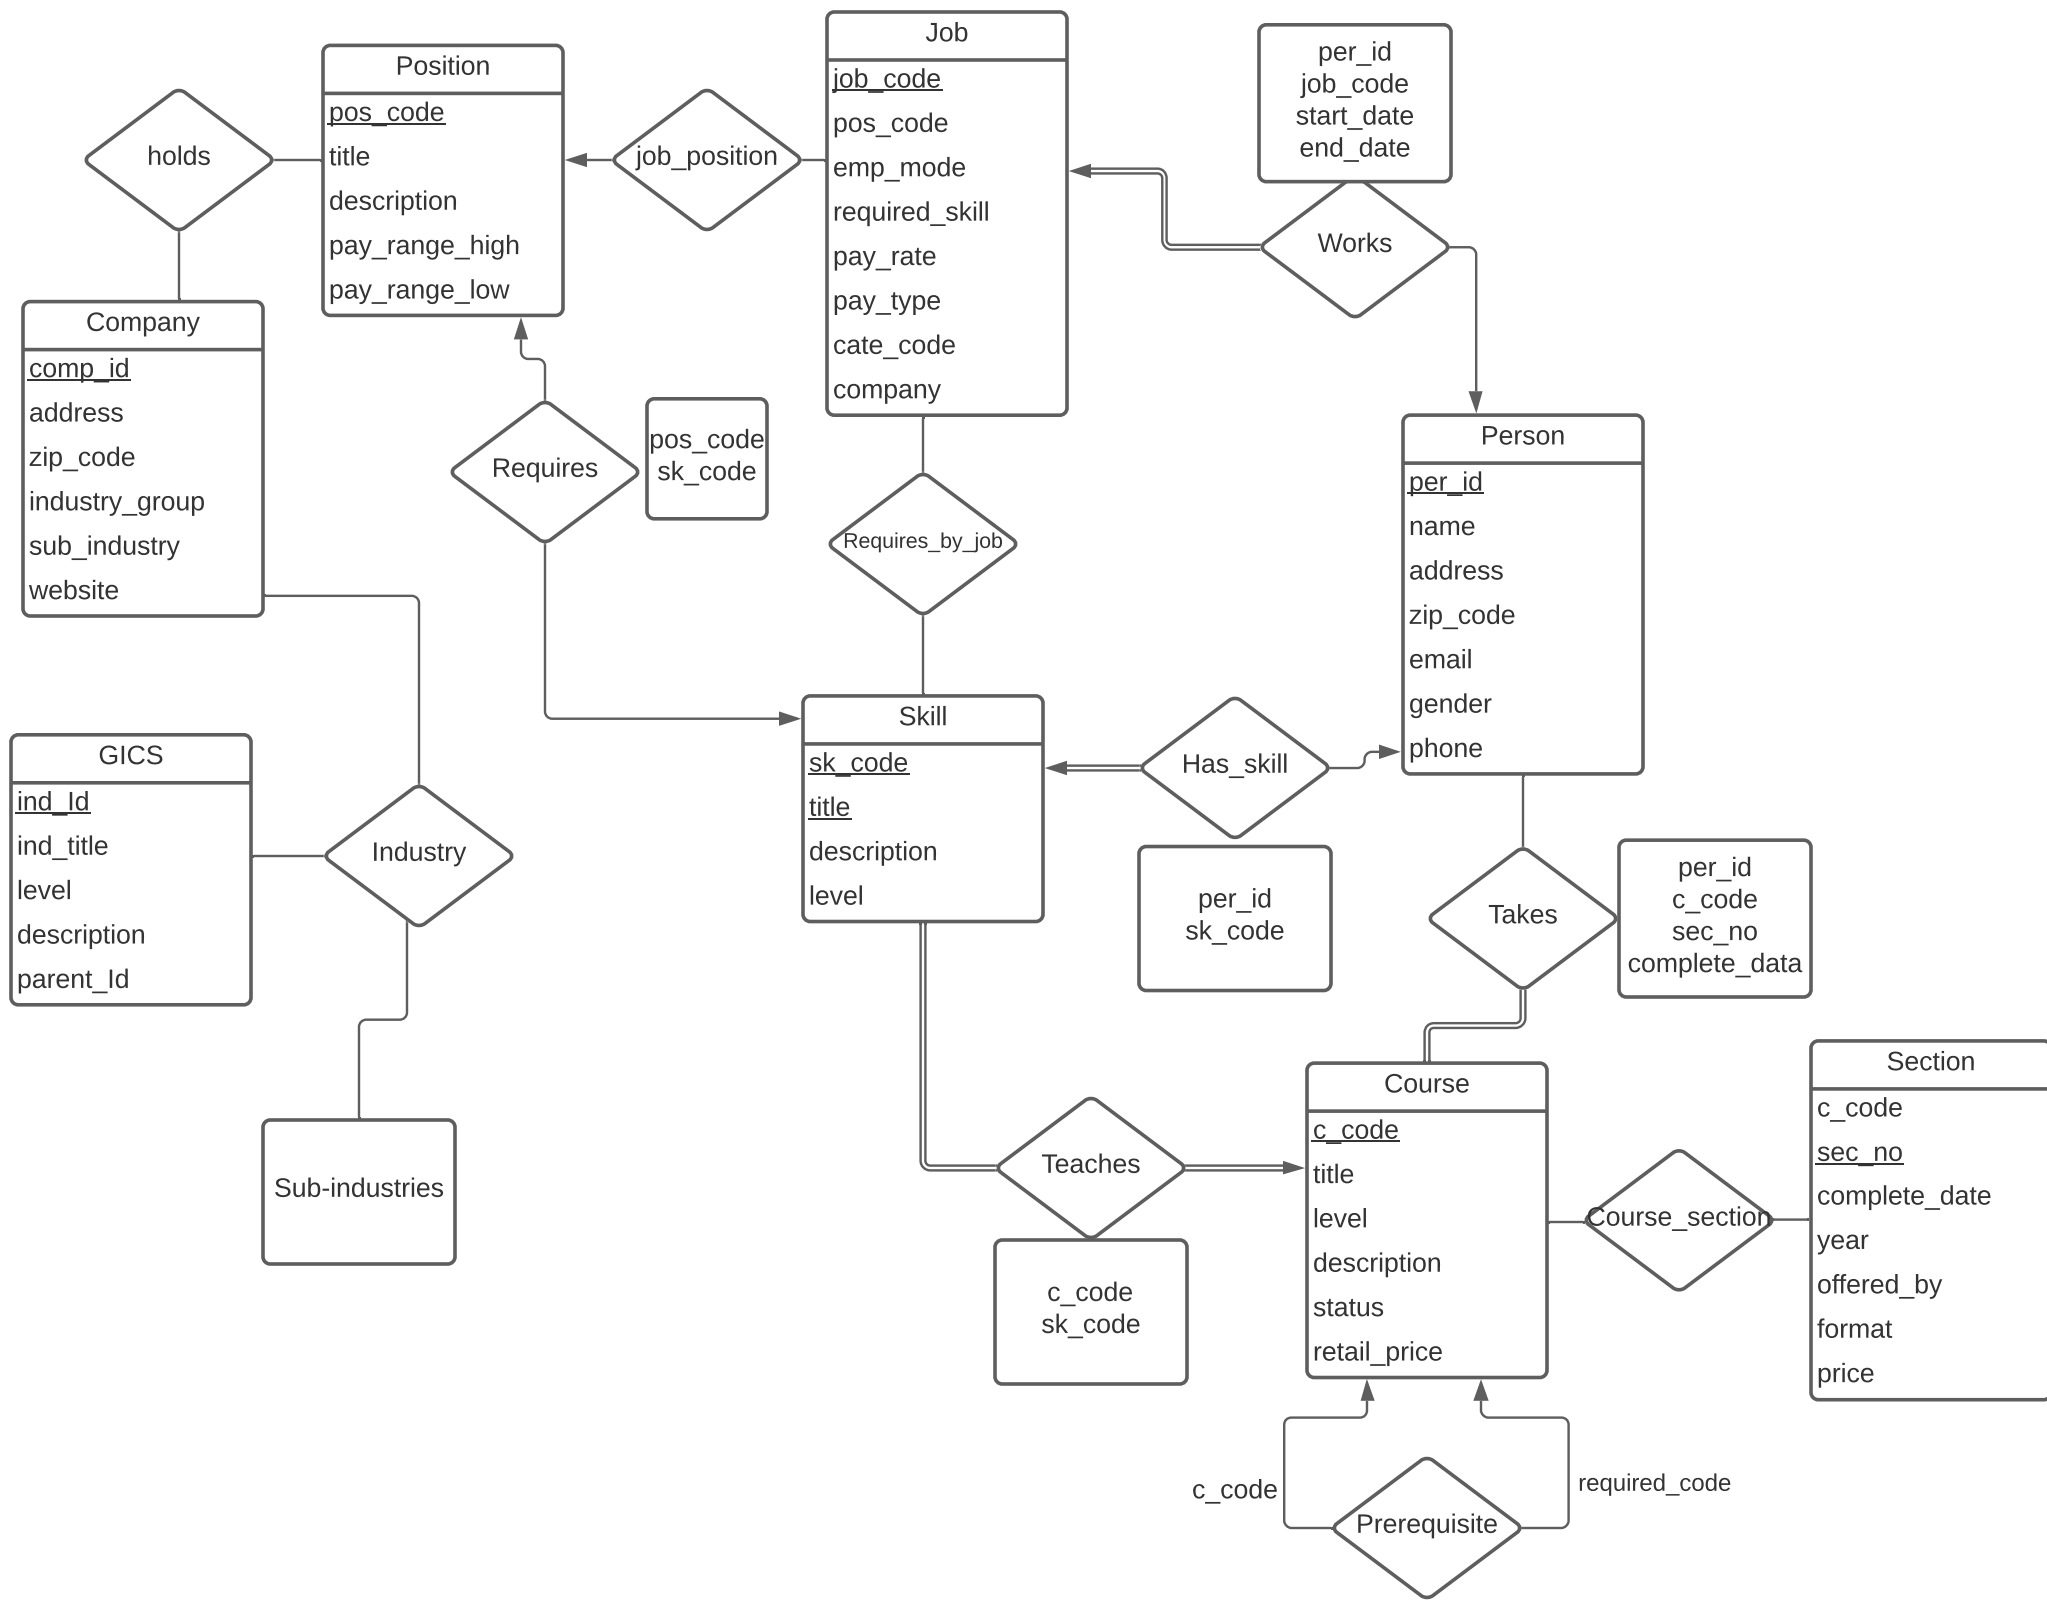 Position
pos_code
title
description
pay_range_high
pay_range_low
holds
job_position
Job
job_code
pos_code
emp_mode
required_skill
pay_rate
pay_type
cate_code
company
per_id
job_code
start_date
end_date
Works
Company
comp_id
address
zip_code
industry_group
sub_industry
website
Requires
pos_code
sk_code
Requires_by_job
Person
per_id
name
address
zip_code
email
gender
phone
GICS
ind_Id
ind_title
level
description
parent_Id
Industry
Sub-industries
Skill
sk_code
title
description
level
Has_skill
per_id
sk_code
Takes
per_id
c_code
sec_no
complete_data
Teaches
c_code
sk_code
Course
c_code
title
level
description
status
retail_price
Course_section
Section
c_code
sec_no
complete_date
year
offered_by
format
price
c_code
Prerequisite
required_code